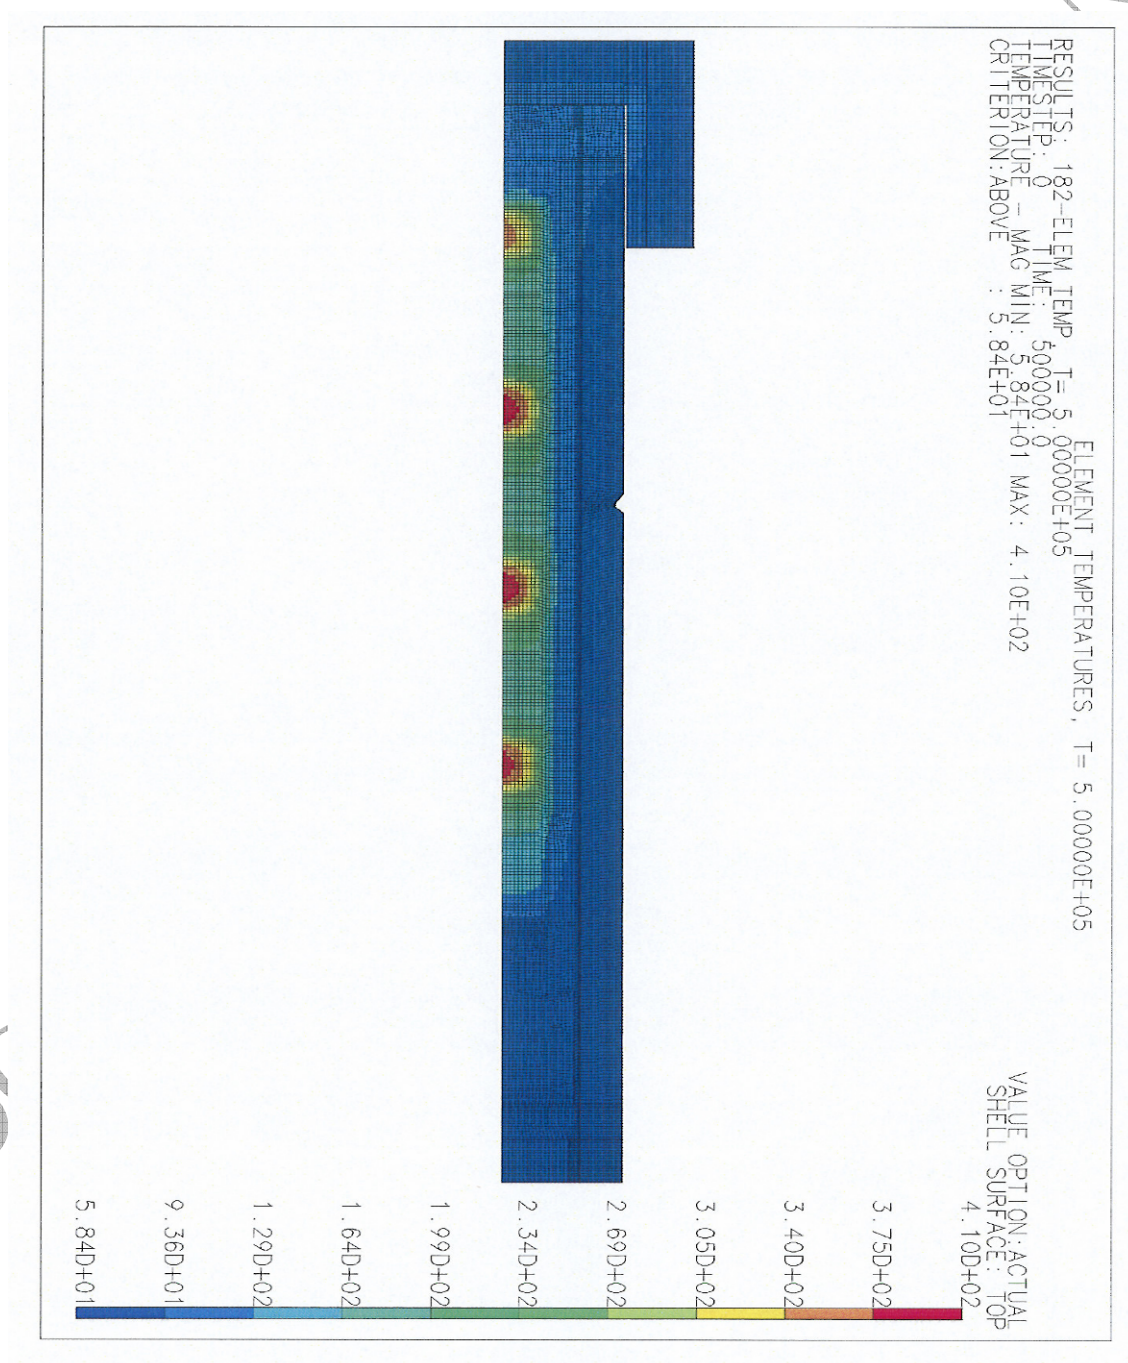 ELEMENT TEMPERATURES, T= 5.00000E+05
RESULTS: 182-ELEM TEMP, T= 5.00000E+05
TIMESTEP: 0 TIME: 500000.0
TEMPERATURE - MAG MIN: 5.84E+01 MAX: 4.10E+02
CRITERION:ABOVE : 5.84E+01
VALUE OPTION:ACTUAL
SHELL SURFACE: TOP
4.10D+02
3.75D+02
3.40D+02
3.05D+02
2.69D+02
2.34D+02
1.99D+02
1.64D+02
1.29D+02
9.36D+01
5.84D+01